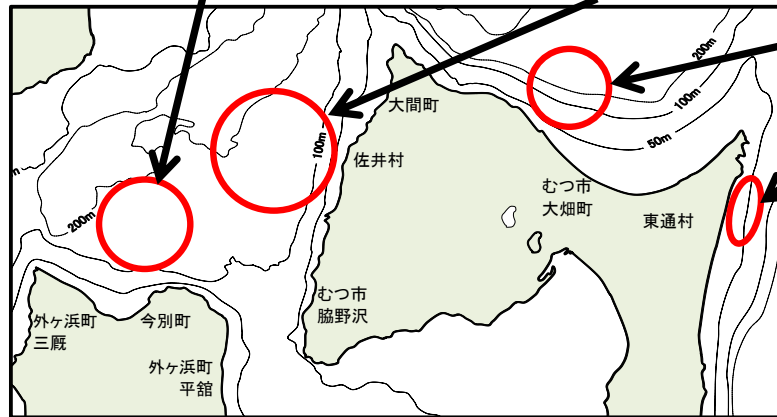 大間町
200m
100m
50m
100m
佐井村
むつ市
大畑町
東通村
200m
むつ市
脇野沢
外ヶ浜町
三厩
今別町
外ヶ浜町
平舘